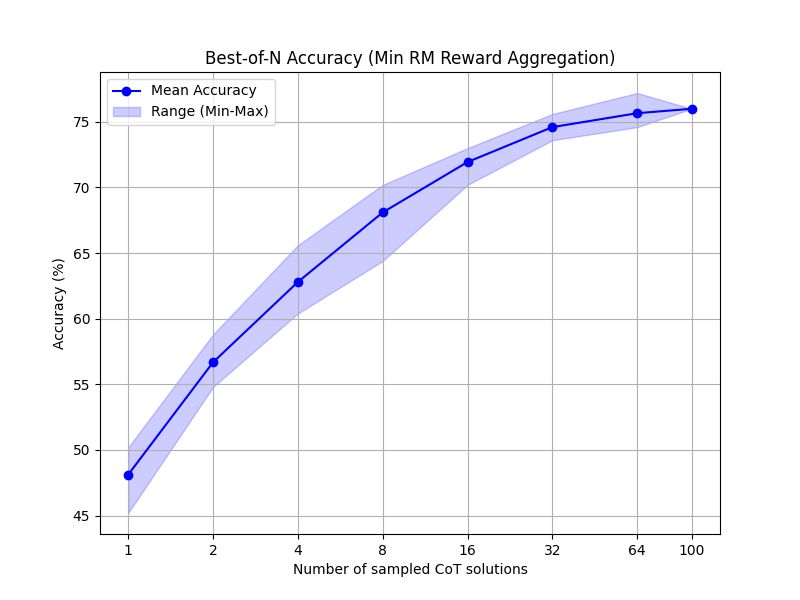 Best-of-N Accuracy (Min RM Reward Aggregation)
Mean Accuracy
Range (Min-Max)
Accuracy (%)
75
70
65
60
55
50
45
1 2 4 8 16 32 64 100
Number of sampled CoT solutions